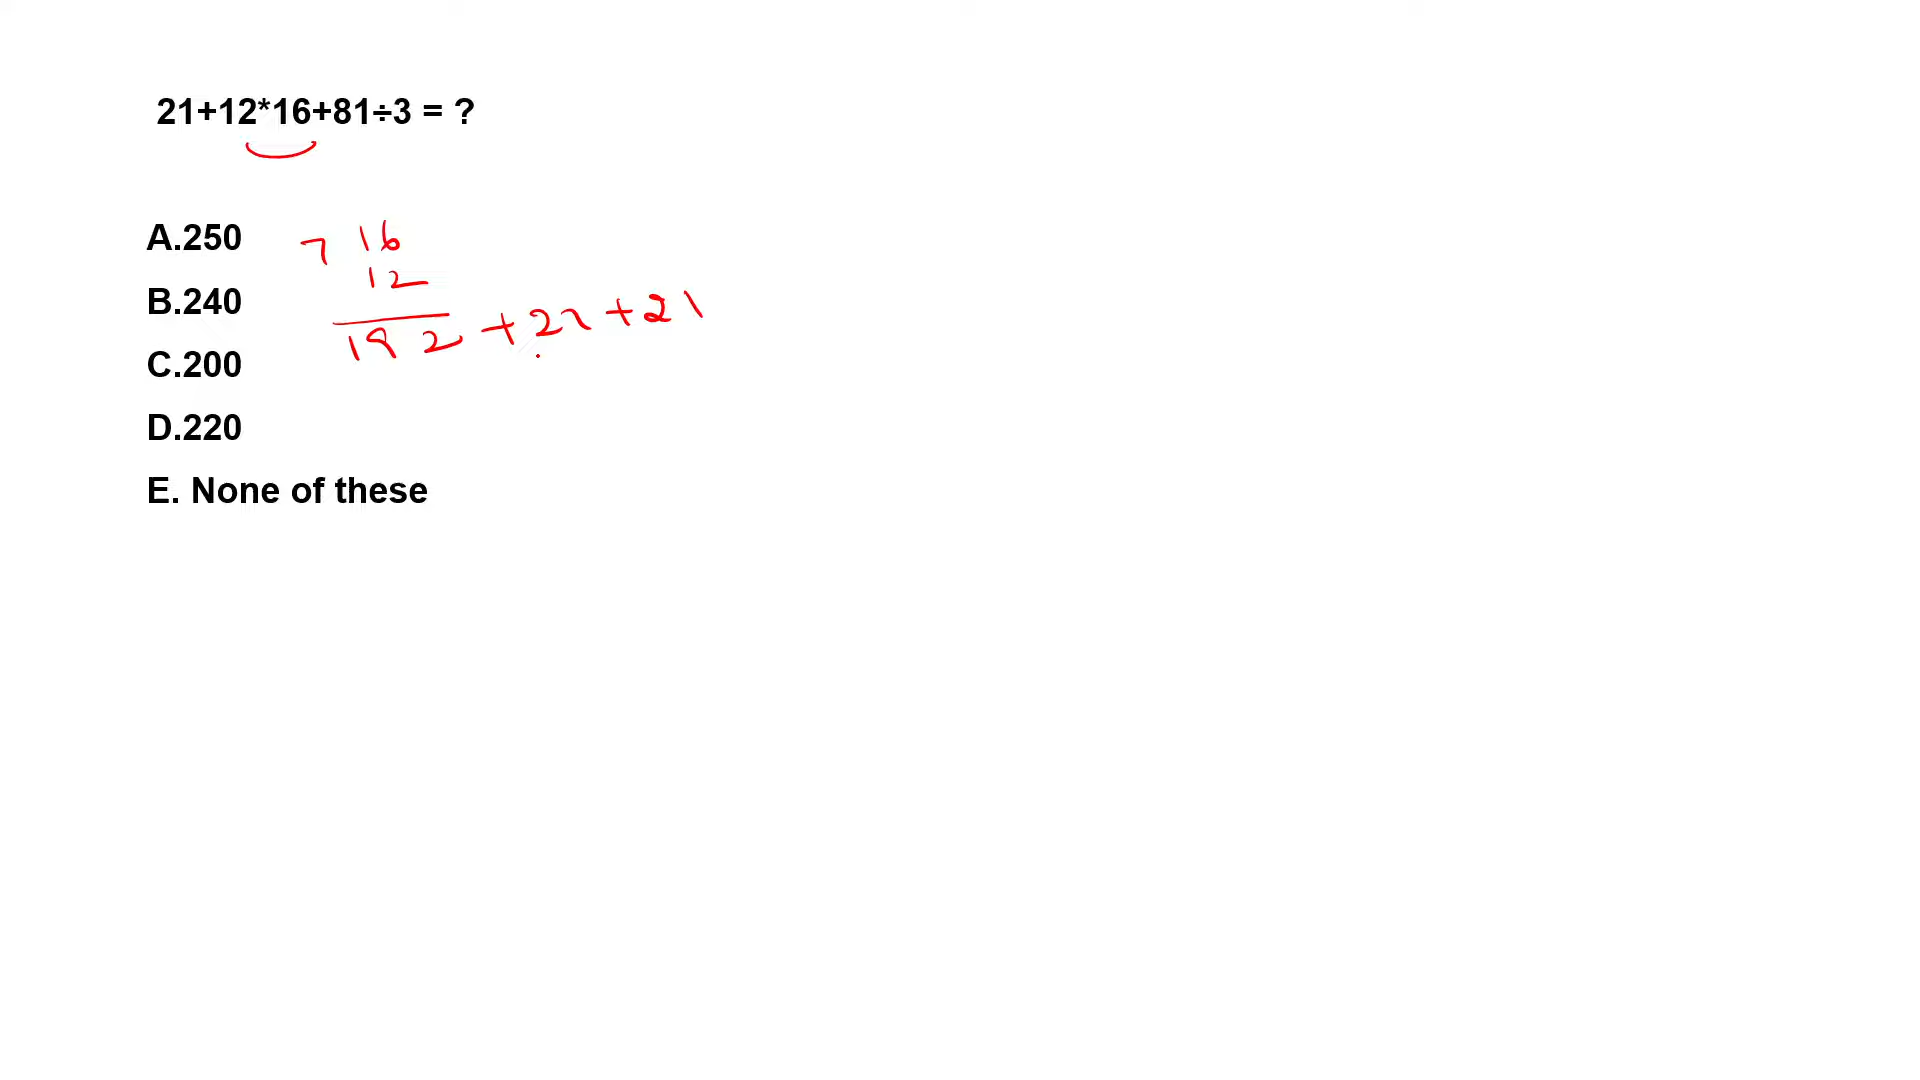 21+12*16+81÷3 = ?
A.250
7 16
12
B.240
192 + 27 + 21
C.200
D.220
E. None of these